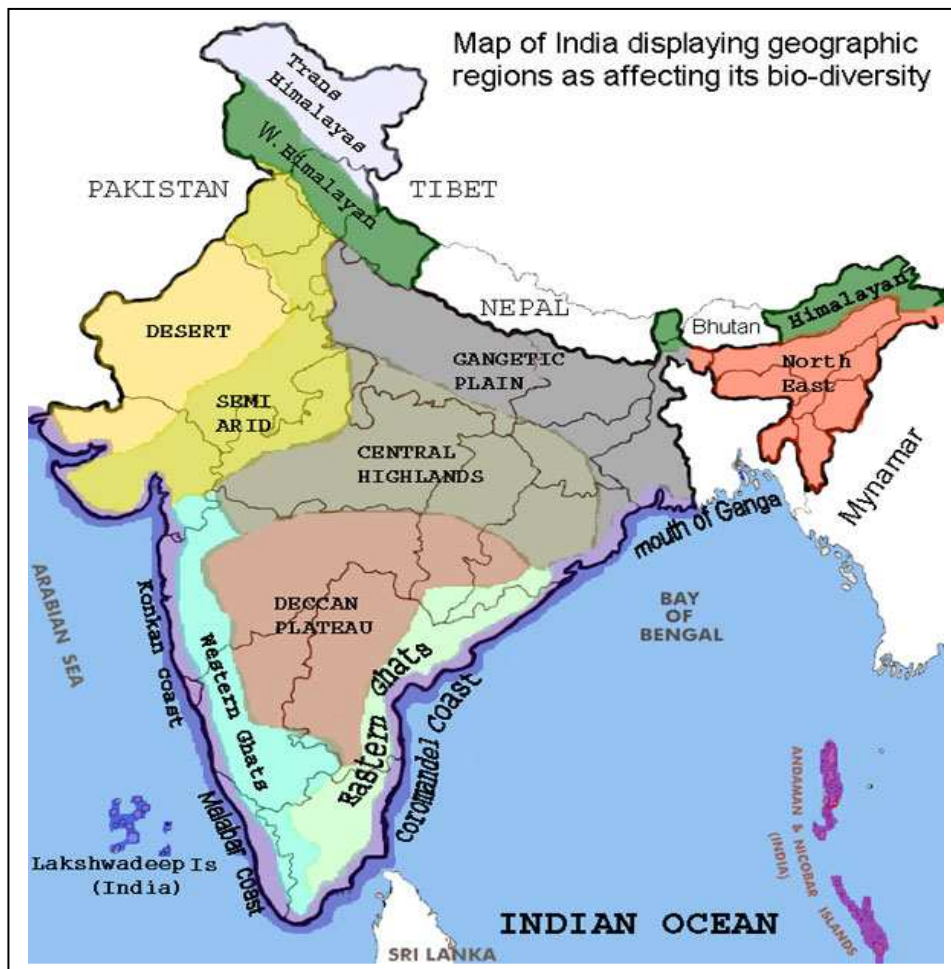 Map of India displaying geographic
regions as affecting its bio-diversity
Trans
Himalayas
W. Himalayan
PAKISTAN
TIBET
NEPAL
Bhutan
Himalayan
North
East
DESERT
GANGETIC
PLAIN
SEMI
ARID
CENTRAL
HIGHLANDS
Mynamar
mouth of Ganga
ARABIAN SEA
Konkan coast
DECCAN
PLATEAU
BAY
OF
BENGAL
Western Ghats
Eastern Ghats
Coromandel Coast
Malabar coast
Lakshwadeep Is
(India)
ANDAMAN & NICOBAR ISLANDS
(INDIA)
INDIAN OCEAN
SRI LANKA